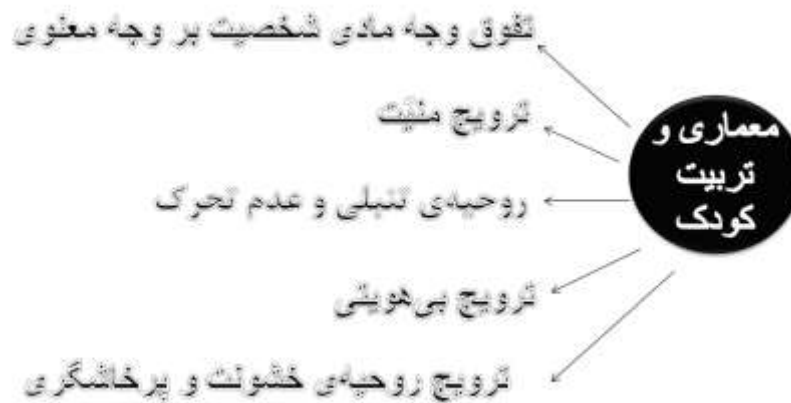 معماری و
تربیت
کودک
تفوق وجه مادی شخصیت بر وجه معنوی
ترویج منیّت
روحیه‌ی تنبلی و عدم تحرک
ترویج بی‌هویتی
ترویج روحیه‌ی خشونت و پرخاشگری